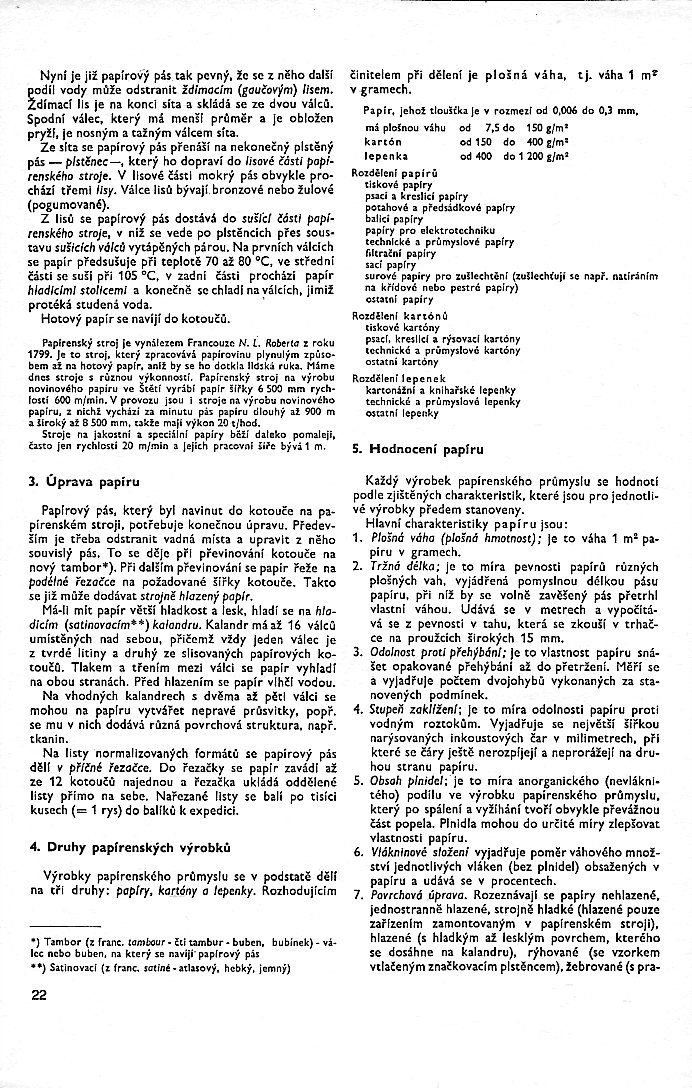 Nyní je již papírový pás tak pevný, že se z něho další
podíl vody může odstranit ždímacím (gaučovým) lisem.
Ždímací lis je na konci síta a skládá se ze dvou válců.
Spodní válec, který má menší průměr a je obložen
pryží, je nosným a tažným válcem síta.
Ze síta se papírový pás přenáší na nekonečný plstěný
pás — plstěnec—, který ho dopraví do lisové části papí-
renského stroje. V lisové části mokrý pás obvykle pro-
chází třemi lisy. Válce lisů bývají bronzové nebo žulové
(pogumované).
Z lisů se papírový pás dostává do sušící části papí-
renského stroje, v níž se vede po plstěncích přes sous-
tavu sušicích válců vytápěných párou. Na prvních válcích
se papír předsušuje při teplotě 70 až 80 °C, ve střední
části se suší při 105 °C, v zadní části prochází papír
hladicími stolicemi a konečně se chladí na válcích, jimiž
protéká studená voda.
Hotový papír se navíjí do kotoučů.
Papírenský stroj je vynálezem Francouze N. L. Roberta z roku
1799. Je to stroj, který zpracovává papírovinu plynulým způso-
bem až na hotový papír, aniž by se ho dotkla lidská ruka. Máme
dnes stroje s různou výkonností. Papírenský stroj na výrobu
novinového papíru ve Štětí vyrábí papír šířky 6 500 mm rych-
lostí 600 m/min. V provozu jsou i stroje na výrobu novinového
papíru, z nichž vychází za minutu pás papíru dlouhý až 900 m
a široký až 8 500 mm, takže mají výkon 20 t/hod.
Stroje na jakostní a speciální papíry běží daleko pomaleji,
často jen rychlostí 20 m/min a jejich pracovní šíře bývá 1 m.
3. Úprava papíru
Papírový pás, který byl navinut do kotouče na pa-
pírenském stroji, potřebuje konečnou úpravu. Předev-
ším je třeba odstranit vadná místa a upravit z něho
souvislý pás. To se děje při převinování kotouče na
nový tambor*). Při dalším převinování se papír řeže na
podélné řezačce na požadované šířky kotouče. Takto
se již může dodávat strojně hlazený papír.
Má-li mít papír větší hladkost a lesk, hladí se na hla-
dicím (satinovacím**) kalandru. Kalandr má až 16 válců
umístěných nad sebou, přičemž vždy jeden válec je
z tvrdé litiny a druhý ze slisovaných papírových ko-
toučů. Tlakem a třením mezi válci se papír vyhladí
na obou stranách. Před hlazením se papír vlhčí vodou.
Na vhodných kalandrech s dvěma až pěti válci se
mohou na papíru vytvářet nepravé průsvitky, popř.
se mu v nich dodává různá povrchová struktura, např.
tkanin.
Na listy normalizovaných formátů se papírový pás
dělí v příčné řezačce. Do řezačky se papír zavádí až
ze 12 kotoučů najednou a řezačka ukládá oddělené
listy přímo na sebe. Nařezané listy se balí po tisíci
kusech (= 1 rys) do balíků k expedici.
4. Druhy papírenských výrobků
Výrobky papírenského průmyslu se v podstatě dělí
na tři druhy: papíry, kartóny a lepenky. Rozhodujícím
*) Tambor (z franc. tambour - čti tambur - buben, bubínek) - vá-
lec nebo buben, na který se navíjí papírový pás
**) Satinovací (z franc. satiné - atlasový, hebký, jemný)
22
činitelem při dělení je plošná váha, tj. váha 1 m²
v gramech.
Papír, jehož tloušťka je v rozmezí od 0,006 do 0,3 mm,
má plošnou váhu od 7,5 do 150 g/m²
kartón od 150 do 400 g/m²
lepenka od 400 do 1 200 g/m²
Rozdělení papírů
tiskové papíry
psací a kreslicí papíry
potahové a předsádkové papíry
balicí papíry
papíry pro elektrotechniku
technické a průmyslové papíry
filtrační papíry
sací papíry
surové papíry pro zušlechtění (zušlechťují se např. natíráním
na křídové nebo pestré papíry)
ostatní papíry
Rozdělení kartónů
tiskové kartóny
psací, kreslicí a rýsovací kartóny
technické a průmyslové kartóny
ostatní kartóny
Rozdělení lepenek
kartonážní a knihařské lepenky
technické a průmyslové lepenky
ostatní lepenky
5. Hodnocení papíru
Každý výrobek papírenského průmyslu se hodnotí
podle zjištěných charakteristik, které jsou pro jednotli-
vé výrobky předem stanoveny.
Hlavní charakteristiky papíru jsou:
1. Plošná váha (plošná hmotnost); je to váha 1 m² pa-
píru v gramech.
2. Tržná délka; je to míra pevnosti papírů různých
plošných vah, vyjádřená pomyslnou délkou pásu
papíru, při níž by se volně zavěšený pás přetrhl
vlastní váhou. Udává se v metrech a vypočítá-
vá se z pevnosti v tahu, která se zkouší v trhač-
ce na proužcích širokých 15 mm.
3. Odolnost proti přehýbání; je to vlastnost papíru sná-
šet opakované přehýbání až do přetržení. Měří se
a vyjadřuje počtem dvojohybů vykonaných za sta-
novených podmínek.
4. Stupeň zaklížení; je to míra odolnosti papíru proti
vodným roztokům. Vyjadřuje se největší šířkou
narýsovaných inkoustových čar v milimetrech, při
které se čáry ještě nerozpíjejí a neprorážejí na dru-
hou stranu papíru.
5. Obsah plnidel; je to míra anorganického (nevlákni-
tého) podílu ve výrobku papírenského průmyslu,
který po spálení a vyžíhání tvoří obvykle převážnou
část popela. Plnidla mohou do určité míry zlepšovat
vlastnosti papíru.
6. Vlákninové složení vyjadřuje poměr váhového množ-
ství jednotlivých vláken (bez plnidel) obsažených v
papíru a udává se v procentech.
7. Povrchová úprava. Rozeznávají se papíry nehlazené,
jednostranně hlazené, strojně hladké (hlazené pouze
zařízením zamontovaným v papírenském stroji),
hlazené (s hladkým až lesklým povrchem, kterého
se dosáhne na kalandru), rýhované (se vzorkem
vtlačeným značkovacím plstěncem), žebrované (s pra-